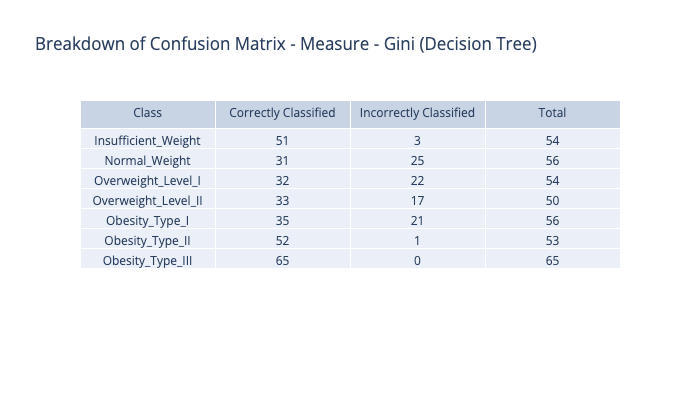 Breakdown of Confusion Matrix - Measure - Gini (Decision Tree)
Class Correctly Classified Incorrectly Classified Total
Insufficient_Weight 51 3 54
Normal_Weight 31 25 56
Overweight_Level_I 32 22 54
Overweight_Level_II 33 17 50
Obesity_Type_I 35 21 56
Obesity_Type_II 52 1 53
Obesity_Type_III 65 0 65